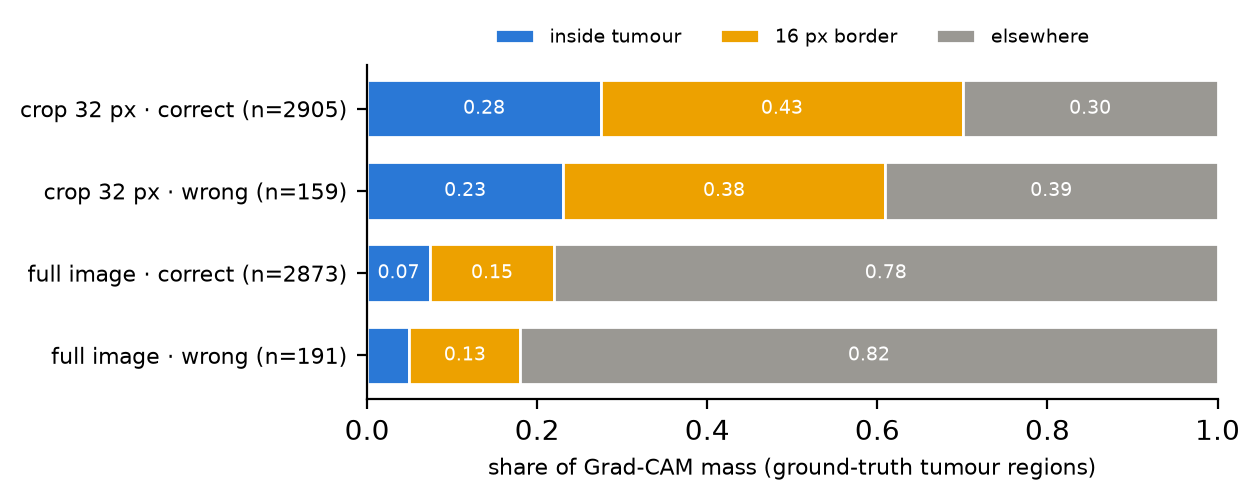 inside tumour 16 px border elsewhere
crop 32 px · correct (n=2905) 0.28 0.43 0.30
crop 32 px · wrong (n=159) 0.23 0.38 0.39
full image · correct (n=2873) 0.07 0.15 0.78
full image · wrong (n=191) 0.13 0.82
0.0 0.2 0.4 0.6 0.8 1.0
share of Grad-CAM mass (ground-truth tumour regions)